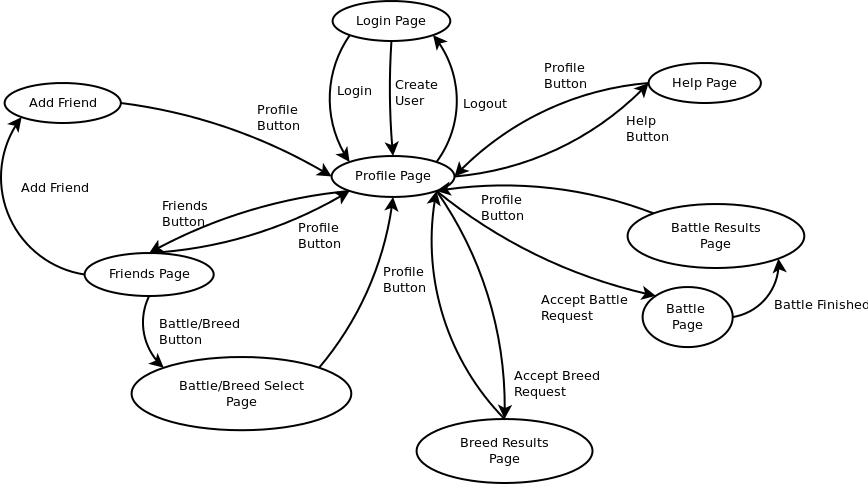 Login Page
Login
Create
User
Logout
Profile
Button
Help Page
Help
Button
Add Friend
Profile
Button
Add Friend
Profile Page
Friends
Button
Profile
Button
Profile
Button
Battle Results
Page
Friends Page
Profile
Button
Accept Battle
Request
Battle
Page
Battle Finished
Battle/Breed
Button
Battle/Breed Select
Page
Accept Breed
Request
Breed Results
Page